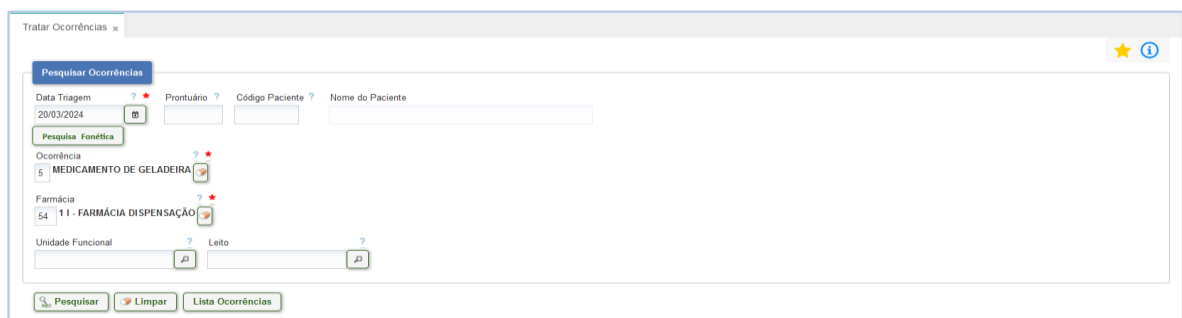 Tratar Ocorrências ×
Pesquisar Ocorrências
Data Triagem ? * Prontuário ? Código Paciente ? Nome do Paciente
20/03/2024
Pesquisa Fonética
Ocorrência ? *
5 MEDICAMENTO DE GELADEIRA
Farmácia ? *
54 1 I - FARMÁCIA DISPENSAÇÃO
Unidade Funcional ? Leito ?
Pesquisar Limpar Lista Ocorrências